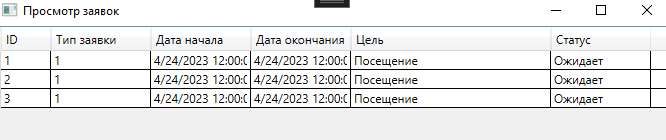 Просмотр заявок
ID Тип заявки Дата начала Дата окончания Цель Статус
1 1 4/24/2023 12:00:0 4/24/2023 12:00:0 Посещение Ожидает
2 1 4/24/2023 12:00:0 4/24/2023 12:00:0 Посещение Ожидает
3 1 4/24/2023 12:00:0 4/24/2023 12:00:0 Посещение Ожидает